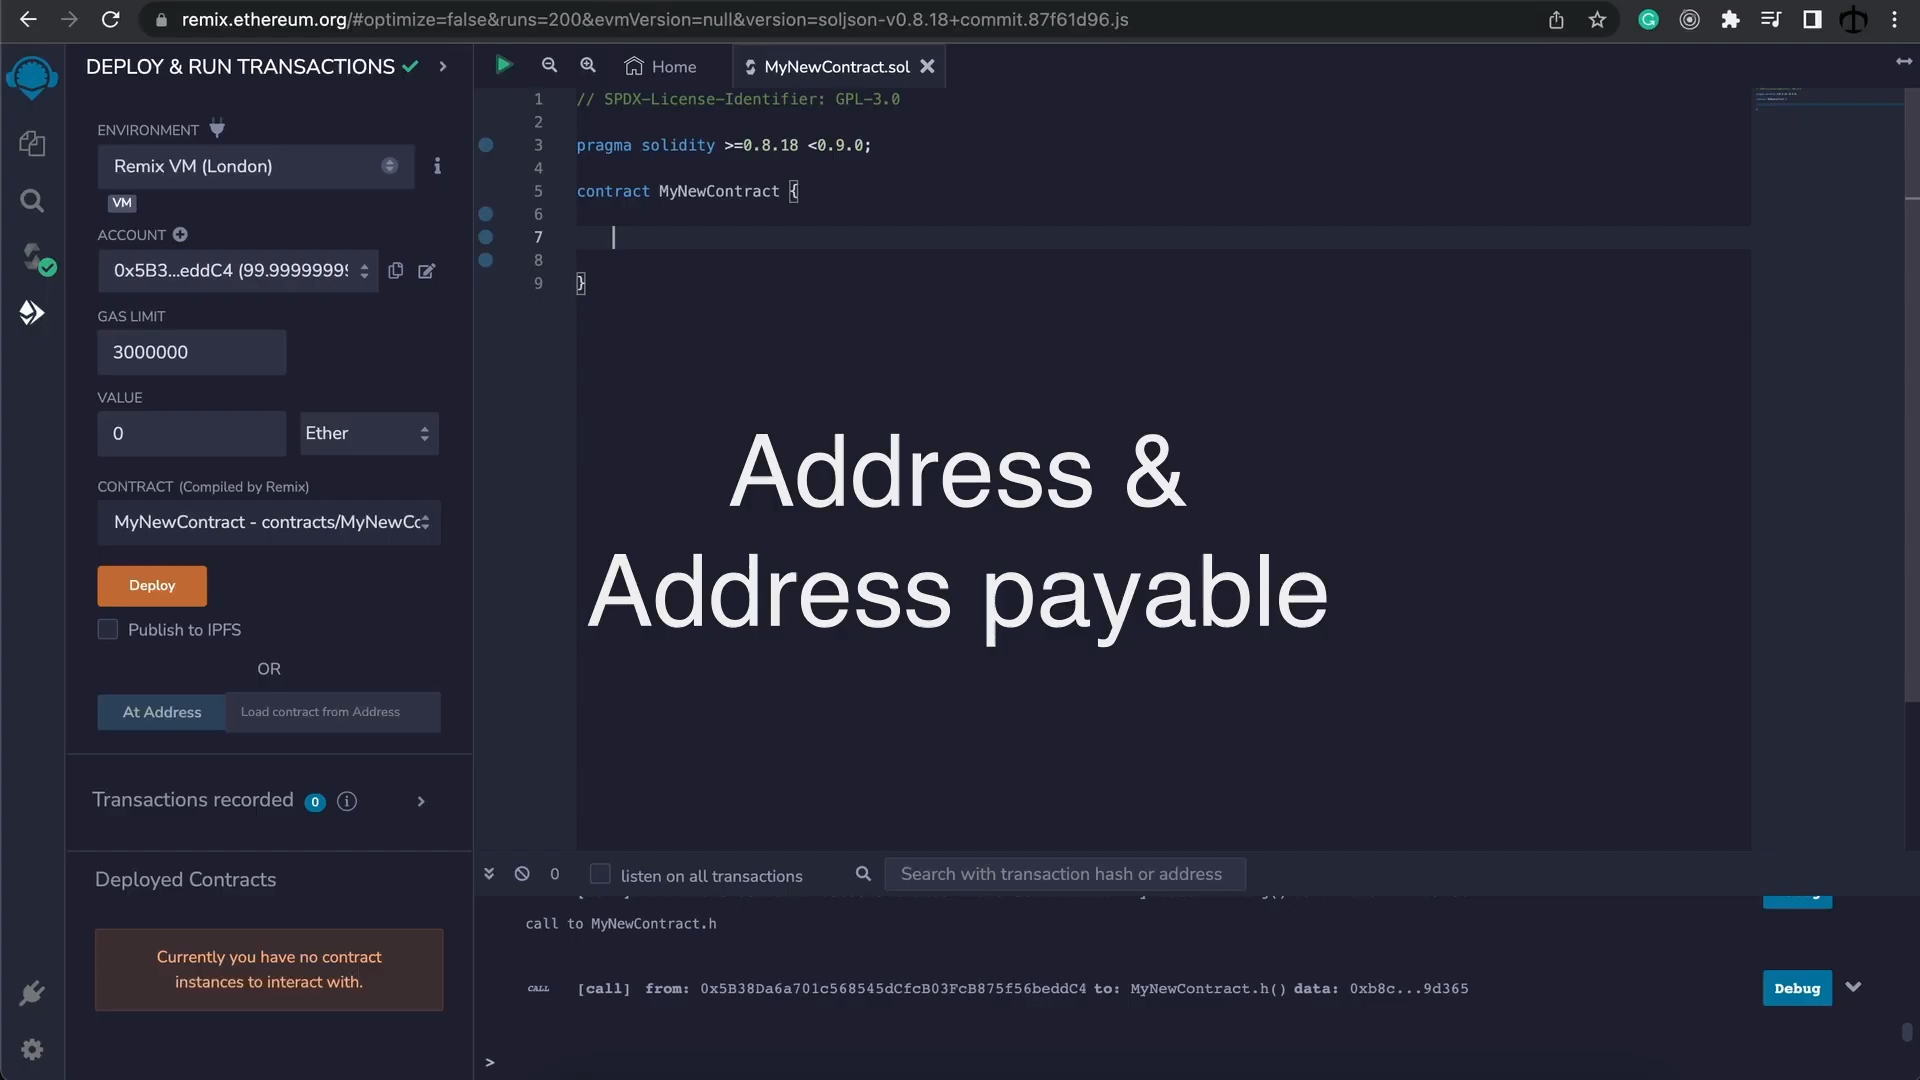 remix.ethereum.org/#optimize=false&runs=200&evmVersion=null&version=soljson-v0.8.18+commit.87f61d96.js
DEPLOY & RUN TRANSACTIONS
ENVIRONMENT
Remix VM (London)
VM
ACCOUNT
0x5B3...eddC4 (99.9999999
GAS LIMIT
3000000
VALUE
0
Ether
CONTRACT (Compiled by Remix)
MyNewContract - contracts/MyNewCo
Deploy
Publish to IPFS
OR
At Address
Load contract from Address
Transactions recorded 0
Deployed Contracts
Currently you have no contract
instances to interact with.
Home
MyNewContract.sol
1 // SPDX-License-Identifier: GPL-3.0
2
3 pragma solidity >=0.8.18 <0.9.0;
4
5 contract MyNewContract {
6
7
8
9 }
Address &
Address payable
0
listen on all transactions
Search with transaction hash or address
call to MyNewContract.h
CALL [call] from: 0x5B38Da6a701c568545dCfcB03FcB875f56beddC4 to: MyNewContract.h() data: 0xb8c...9d365
Debug
>